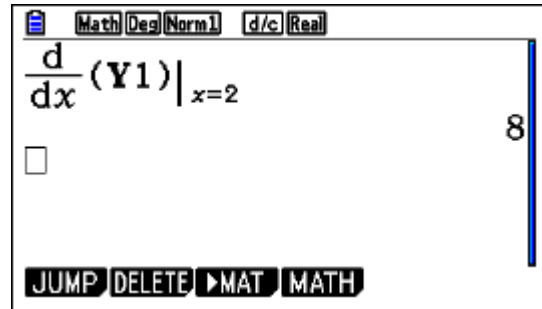 Math Deg Norm1 d/c Real
d/dx (Y1)|x=2
8
JUMP DELETE ►MAT MATH